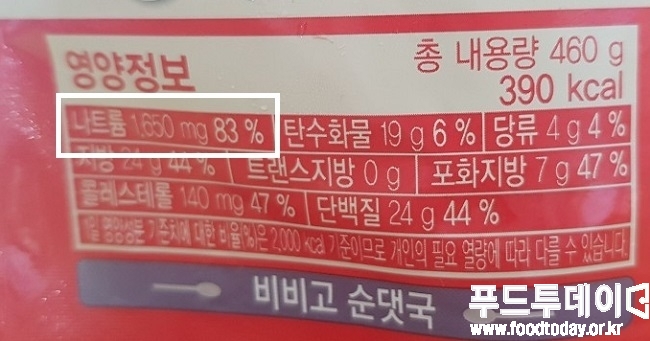 영양정보
총 내용량 460 g
390 kcal
나트륨 1,650 mg 83 % 탄수화물 19 g 6 % 당류 4 g 4 %
지방 24 g 44 % 트랜스지방 0 g 포화지방 7 g 47 %
콜레스테롤 140 mg 47 % 단백질 24 g 44 %
1일 영양성분 기준치에 대한 비율(%)은 2,000 kcal 기준이므로 개인의 필요 열량에 따라 다를 수 있습니다.
비비고 순댓국
푸드투데이
www.foodtoday.or.kr